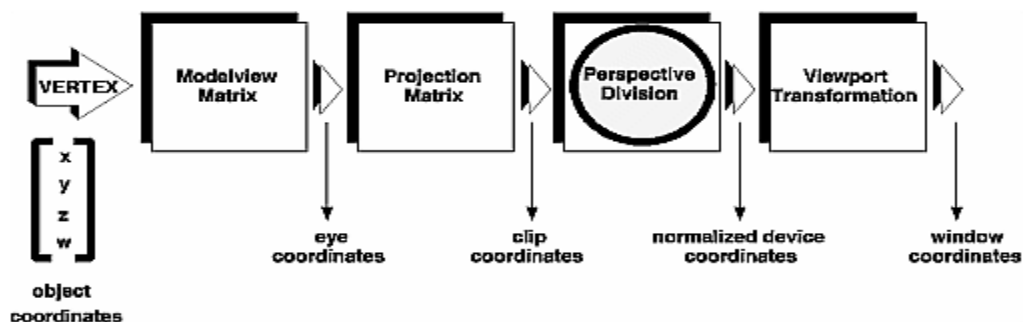 VERTEX
Modelview
Matrix
Projection
Matrix
Perspective
Division
Viewport
Transformation
x
y
z
w
object
coordinates
eye
coordinates
clip
coordinates
normalized device
coordinates
window
coordinates